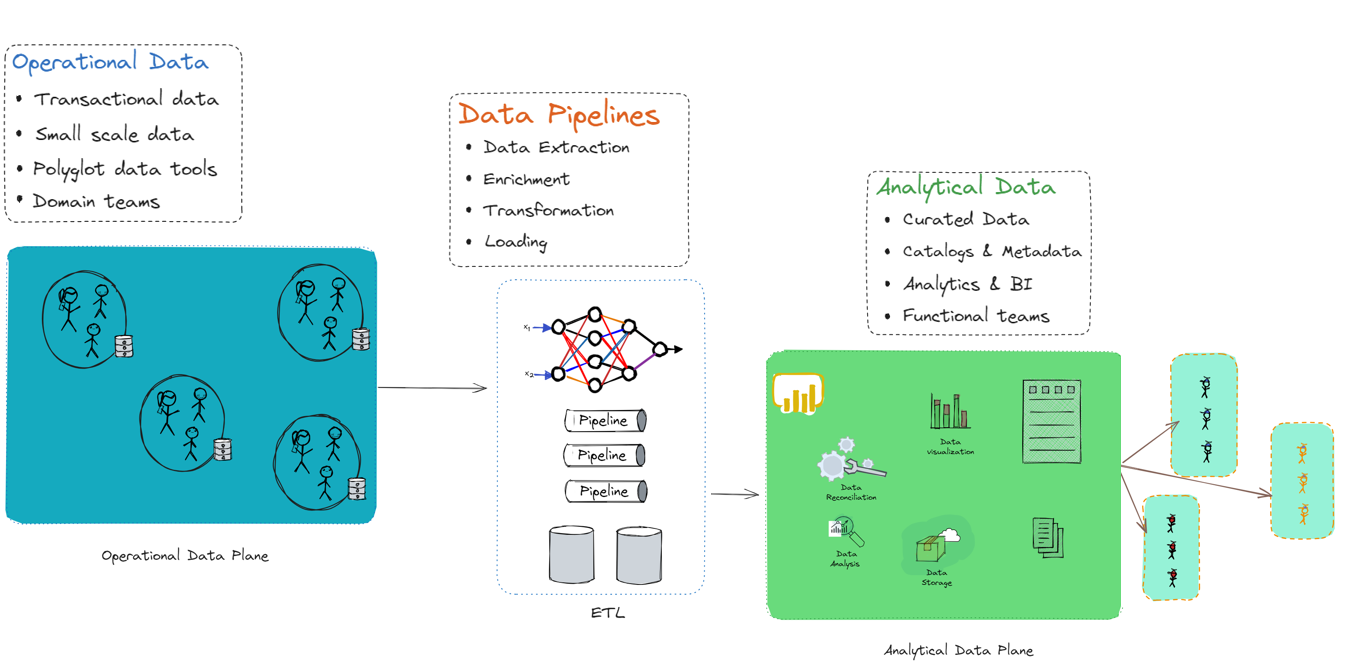 Operational Data
• Transactional data
• Small scale data
• Polyglot data tools
• Domain teams
Operational Data Plane
Data Pipelines
• Data Extraction
• Enrichment
• Transformation
• Loading
x₁
x₂
Pipeline
Pipeline
Pipeline
ETL
Analytical Data
• Curated Data
• Catalogs & Metadata
• Analytics & BI
• Functional teams
Data
visualization
Data
Reconciliation
Data
Analysis
Data
Storage
Analytical Data Plane